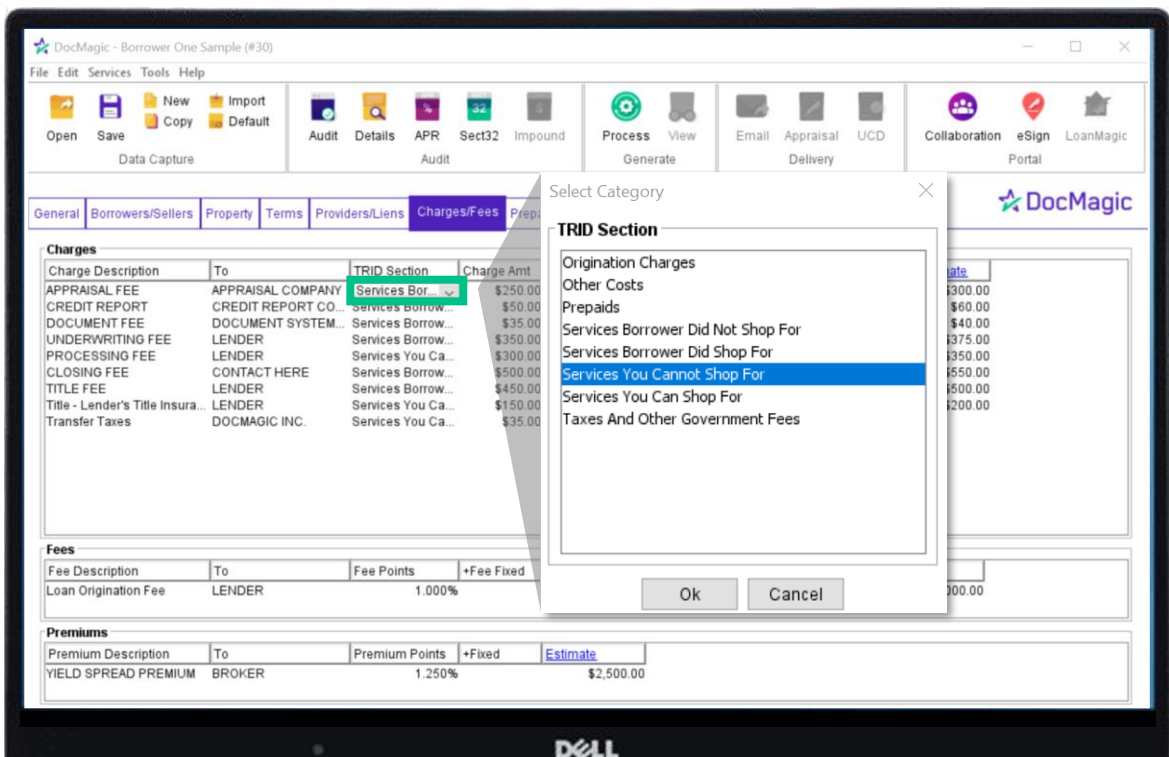 DocMagic - Borrower One Sample (#30)
File Edit Services Tools Help
Open Save New Copy Import Default
Data Capture
Audit Details APR Sect32 Impound
Audit
Process View
Generate
Email Appraisal UCD
Delivery
Collaboration eSign LoanMagic
Portal
% 32 $
DocMagic
General Borrowers/Sellers Property Terms Providers/Liens Charges/Fees Prepa
Charges
Charge Description To TRID Section Charge Amt ate
APPRAISAL FEE APPRAISAL COMPANY Services Bor... $250.00 $300.00
CREDIT REPORT CREDIT REPORT CO... Services Borrow... $50.00 $60.00
DOCUMENT FEE DOCUMENT SYSTEM... Services Borrow... $35.00 $40.00
UNDERWRITING FEE LENDER Services Borrow... $350.00 $375.00
PROCESSING FEE LENDER Services You Ca... $300.00 $350.00
CLOSING FEE CONTACT HERE Services Borrow... $500.00 $550.00
TITLE FEE LENDER Services Borrow... $450.00 $500.00
Title - Lender's Title Insura... LENDER Services You Ca... $150.00 $200.00
Transfer Taxes DOCMAGIC INC. Services You Ca... $35.00
Select Category
TRID Section
Origination Charges
Other Costs
Prepaids
Services Borrower Did Not Shop For
Services Borrower Did Shop For
Services You Cannot Shop For
Services You Can Shop For
Taxes And Other Government Fees
Ok Cancel
Fees
Fee Description To Fee Points +Fee Fixed
Loan Origination Fee LENDER 1.000% 000.00
Premiums
Premium Description To Premium Points +Fixed Estimate
YIELD SPREAD PREMIUM BROKER 1.250% $2,500.00
DELL